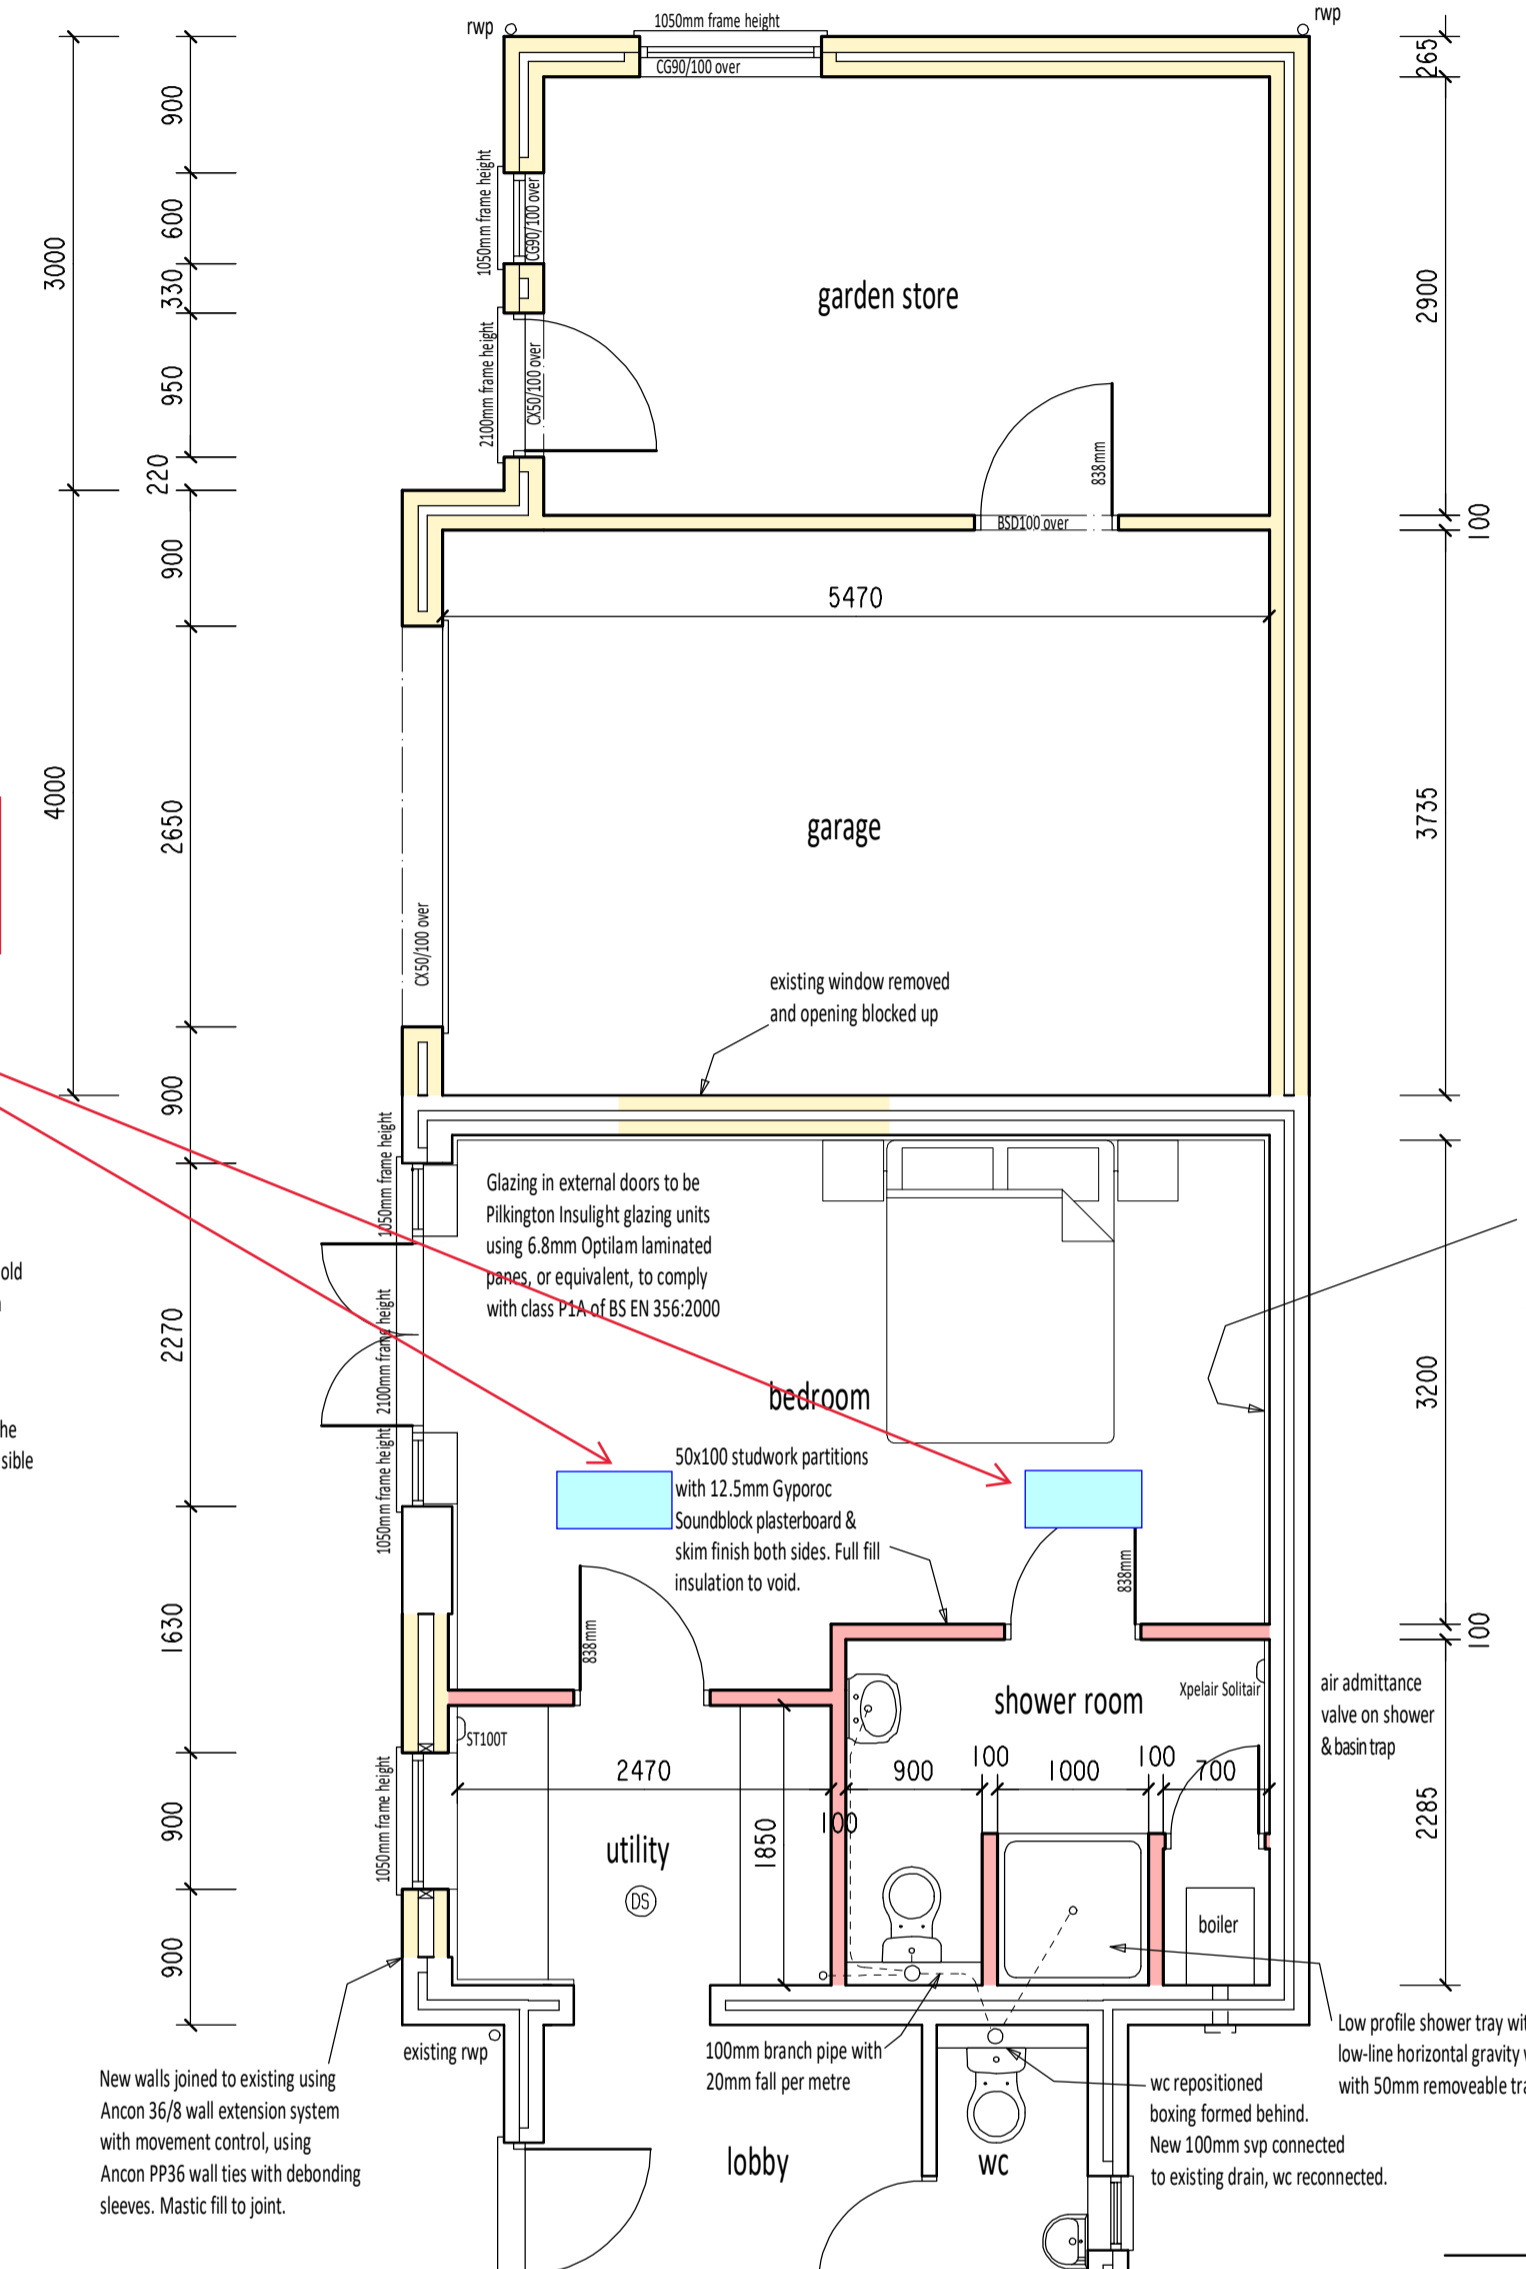 rwp
1050mm frame height
rwp
CG90/100 over
265
900
1050mm frame height
CG90/100 over
600
3000
330
garden store
2900
2100mm frame height
CX50/100 over
950
838mm
220
BSD100 over
100
900
5470
4000
2650
garage
3735
CX50/100 over
existing window removed
and opening blocked up
900
1050mm frame height
Glazing in external doors to be
Pilkington Insulight glazing units
using 6.8mm Optilam laminated
panes, or equivalent, to comply
with class P1A of BS EN 356:2000
old
2270
2100mm frame height
bedroom
3200
he
sible
1050mm frame height
50x100 studwork partitions
with 12.5mm Gyporoc
Soundblock plasterboard &
skim finish both sides. Full fill
insulation to void.
838mm
838mm
1630
100
ST100T
shower room
Xpelair Solitair
air admittance
valve on shower
& basin trap
2470
900
100
1000
100
700
100
1050mm frame height
900
utility
1850
2285
DS
boiler
900
existing rwp
New walls joined to existing using
Ancon 36/8 wall extension system
with movement control, using
Ancon PP36 wall ties with debonding
sleeves. Mastic fill to joint.
100mm branch pipe with
20mm fall per metre
Low profile shower tray wit
low-line horizontal gravity
with 50mm removeable tra
wc repositioned
boxing formed behind.
New 100mm svp connected
to existing drain, wc reconnected.
lobby
wc